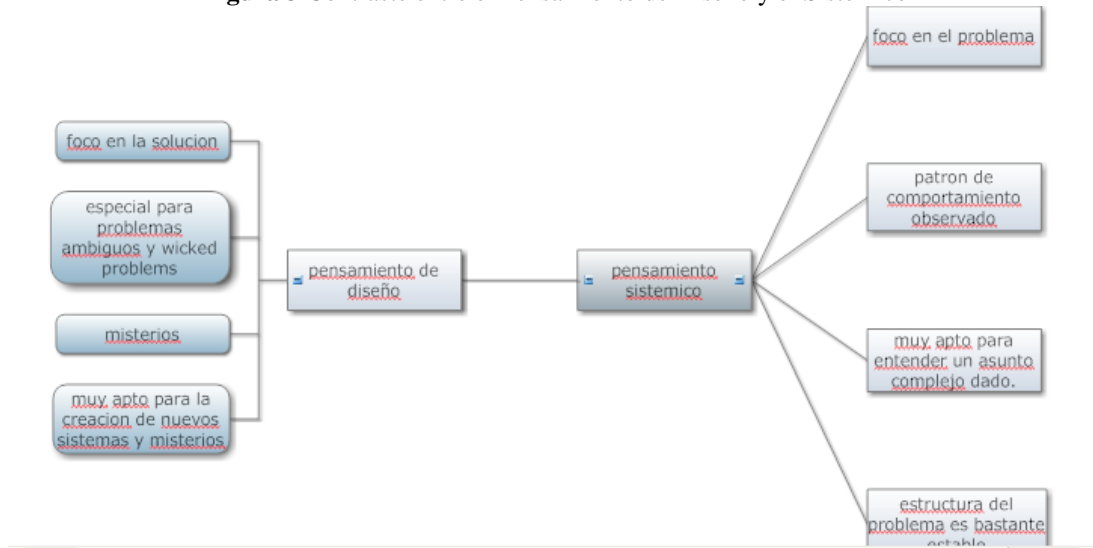 foco en la solucion
especial para
problemas
ambiguos y wicked
problems
misterios
muy apto para la
creacion de nuevos
sistemas y misterios
pensamiento de
diseño
pensamiento
sistemico
foco en el problema
patron de
comportamiento
observado
muy apto para
entender un asunto
complejo dado.
estructura del
problema es bastante
estable